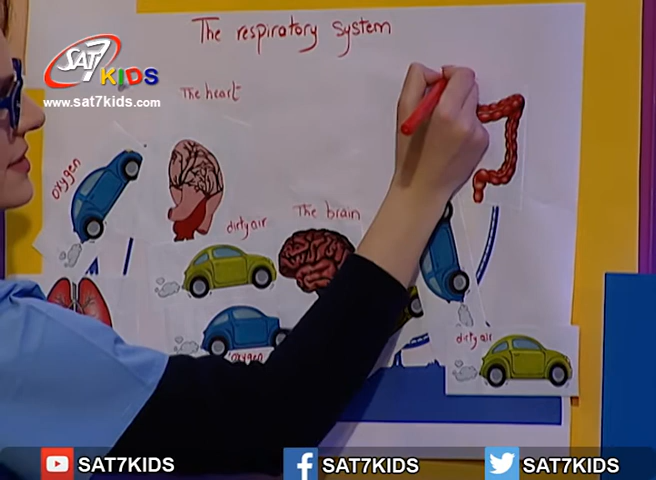 The respiratory system
SAT7
KIDS
www.sat7kids.com
The heart
oxygen
dirty air
The brain
oxygen
dirty air
SAT7KIDS
SAT7KIDS
SAT7KIDS